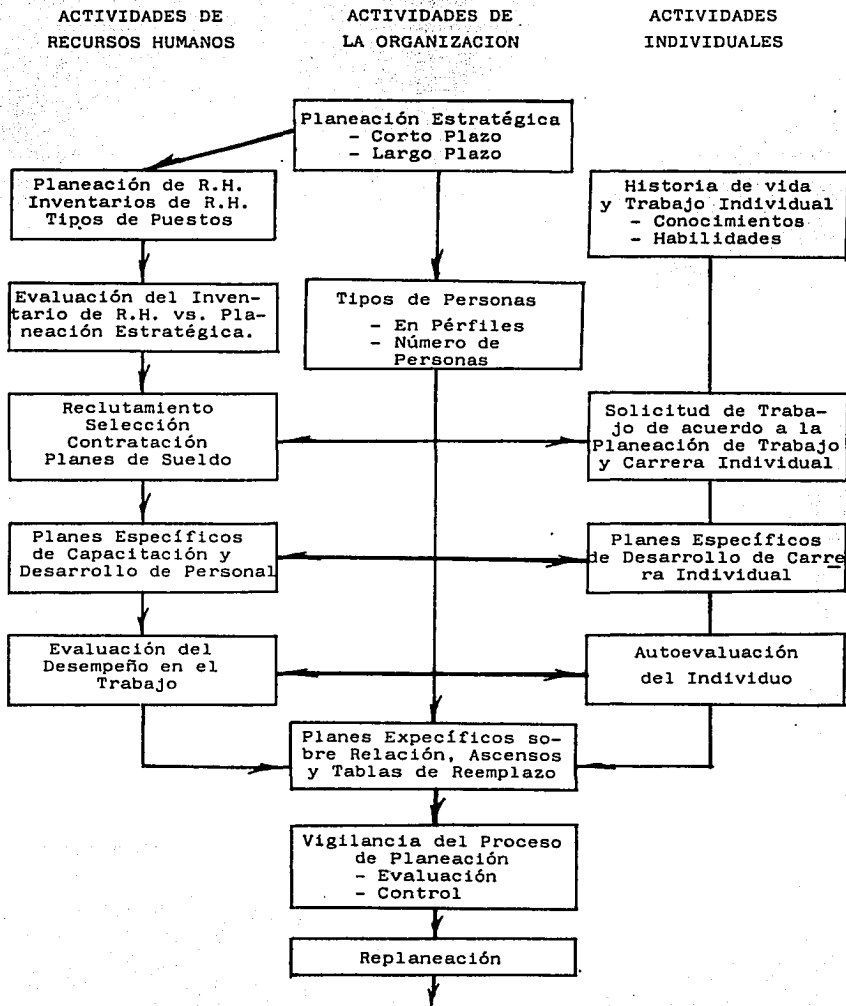 ACTIVIDADES DE
RECURSOS HUMANOS
ACTIVIDADES DE
LA ORGANIZACION
ACTIVIDADES
INDIVIDUALES
Planeación Estratégica
- Corto Plazo
- Largo Plazo
Planeación de R.H.
Inventarios de R.H.
Tipos de Puestos
Historia de vida
y Trabajo Individual
- Conocimientos
- Habilidades
Evaluación del Inven-
tario de R.H. vs. Pla-
neación Estratégica.
Tipos de Personas
- En Pérfiles
- Número de
Personas
Reclutamiento
Selección
Contratación
Planes de Sueldo
Solicitud de Traba-
jo de acuerdo a la
Planeación de Trabajo
y Carrera Individual
Planes Específicos
de Capacitación y
Desarrollo de Personal
Planes Específicos
de Desarrollo de Carre
ra Individual
Evaluación del
Desempeño en el
Trabajo
Autoevaluación
del Individuo
Planes Expecíficos so-
bre Relación, Ascensos
y Tablas de Reemplazo
Vigilancia del Proceso
de Planeación
- Evaluación
- Control
Replaneación